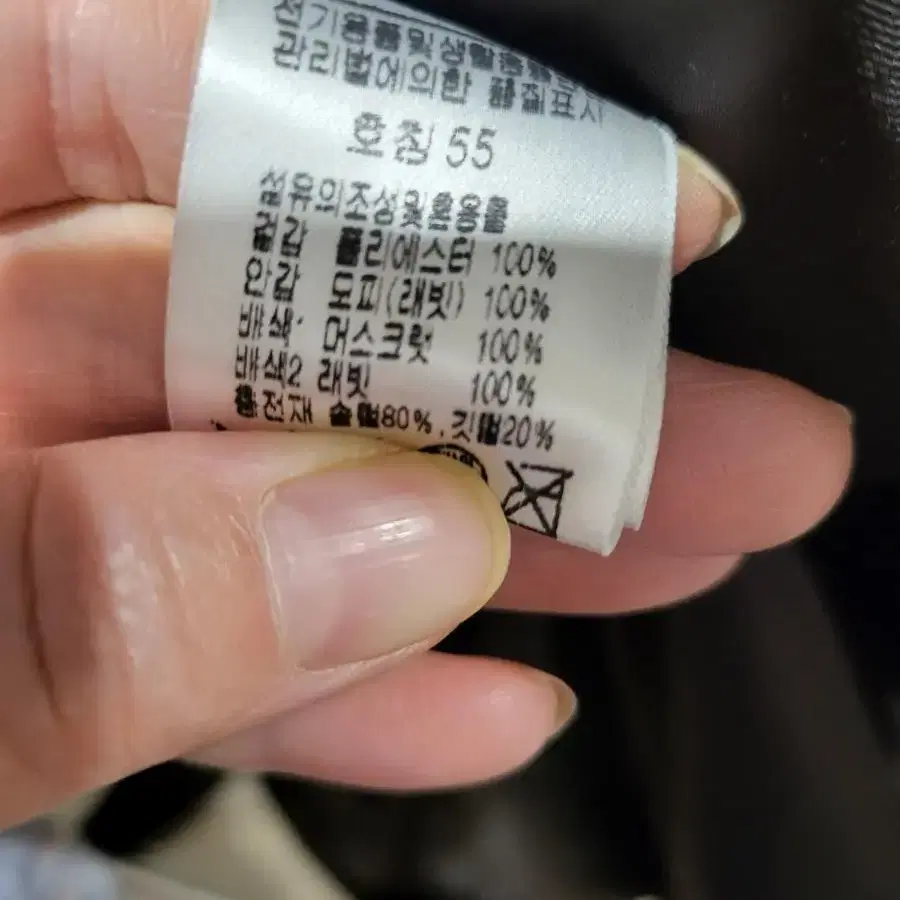 전기용품및생활용품안전
관리법에의한 품질표시
호칭 55
섬유의조성및혼용률
겉감 폴리에스터 100%
안감 모피(래빗) 100%
배색1 머스크랫 100%
배색2 래빗 100%
충전재 솜털80%,깃털20%